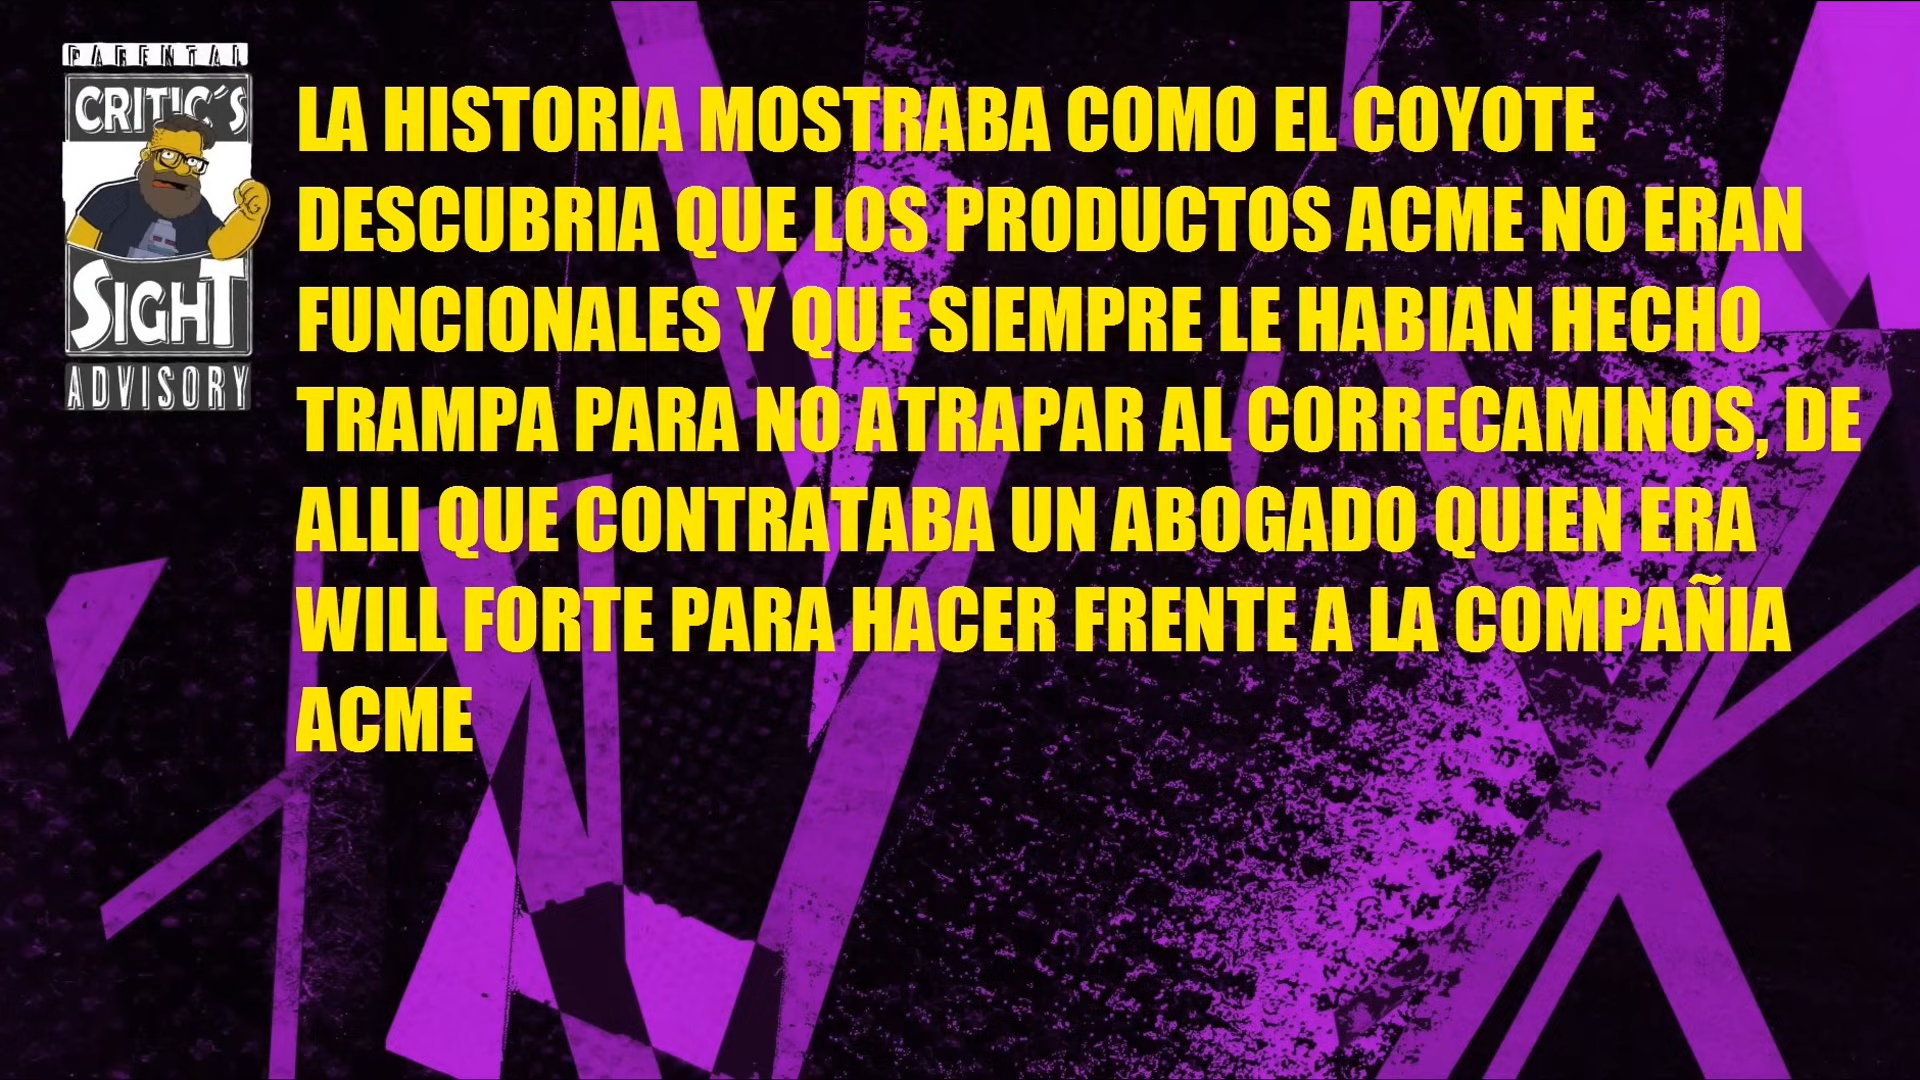 PARENTAL
CRITIC´S
SIGHT
ADVISORY
LA HISTORIA MOSTRABA COMO EL COYOTE
DESCUBRIA QUE LOS PRODUCTOS ACME NO ERAN
FUNCIONALES Y QUE SIEMPRE LE HABIAN HECHO
TRAMPA PARA NO ATRAPAR AL CORRECAMINOS, DE
ALLI QUE CONTRATABA UN ABOGADO QUIEN ERA
WILL FORTE PARA HACER FRENTE A LA COMPAÑIA
ACME